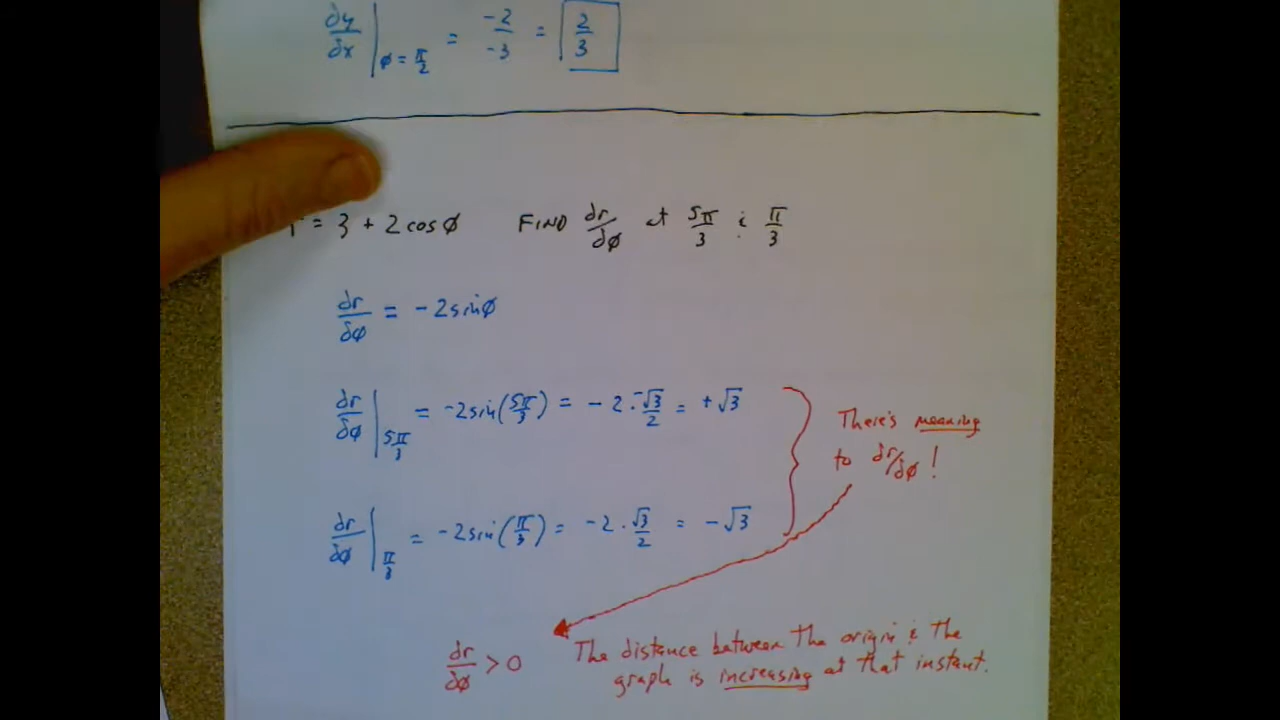 dy/dx |ϕ = π/2 = -2/-3 = 2/3
r = 3 + 2 cos ϕ FIND dr/dϕ at 5π/3 & π/3
dr/dϕ = -2sinϕ
dr/dϕ |5π/3 = -2sin(5π/3) = -2 · -√3/2 = +√3
There's meaning
to dr/dϕ !
dr/dϕ |π/3 = -2sin(π/3) = -2 · √3/2 = -√3
dr/dϕ > 0 The distance between the origin & the
graph is increasing at that instant.